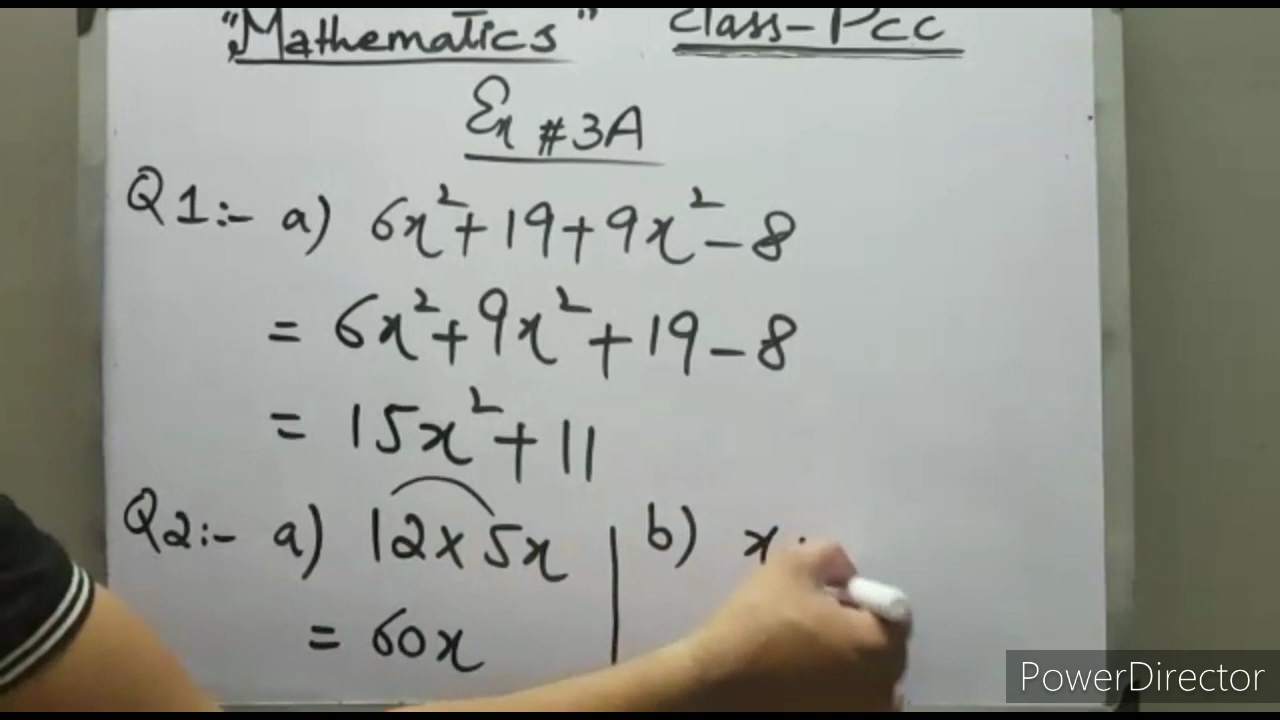 "Mathematics" Class-Pcc
Ex #3A
Q1:- a) 6x²+19+9x²-8
= 6x²+9x²+19-8
= 15x²+11
Q2:- a) 12x5x | b) x
= 60x
PowerDirector